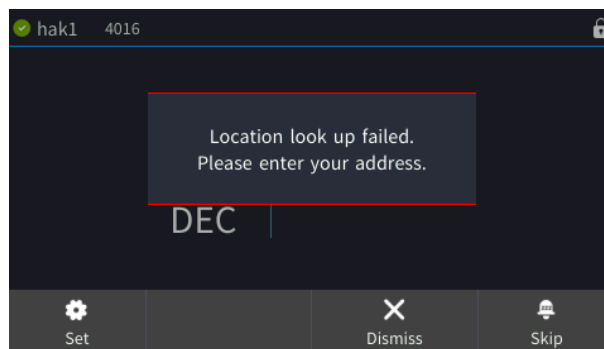 hak1 4016
Location look up failed.
Please enter your address.
DEC
Set Dismiss Skip